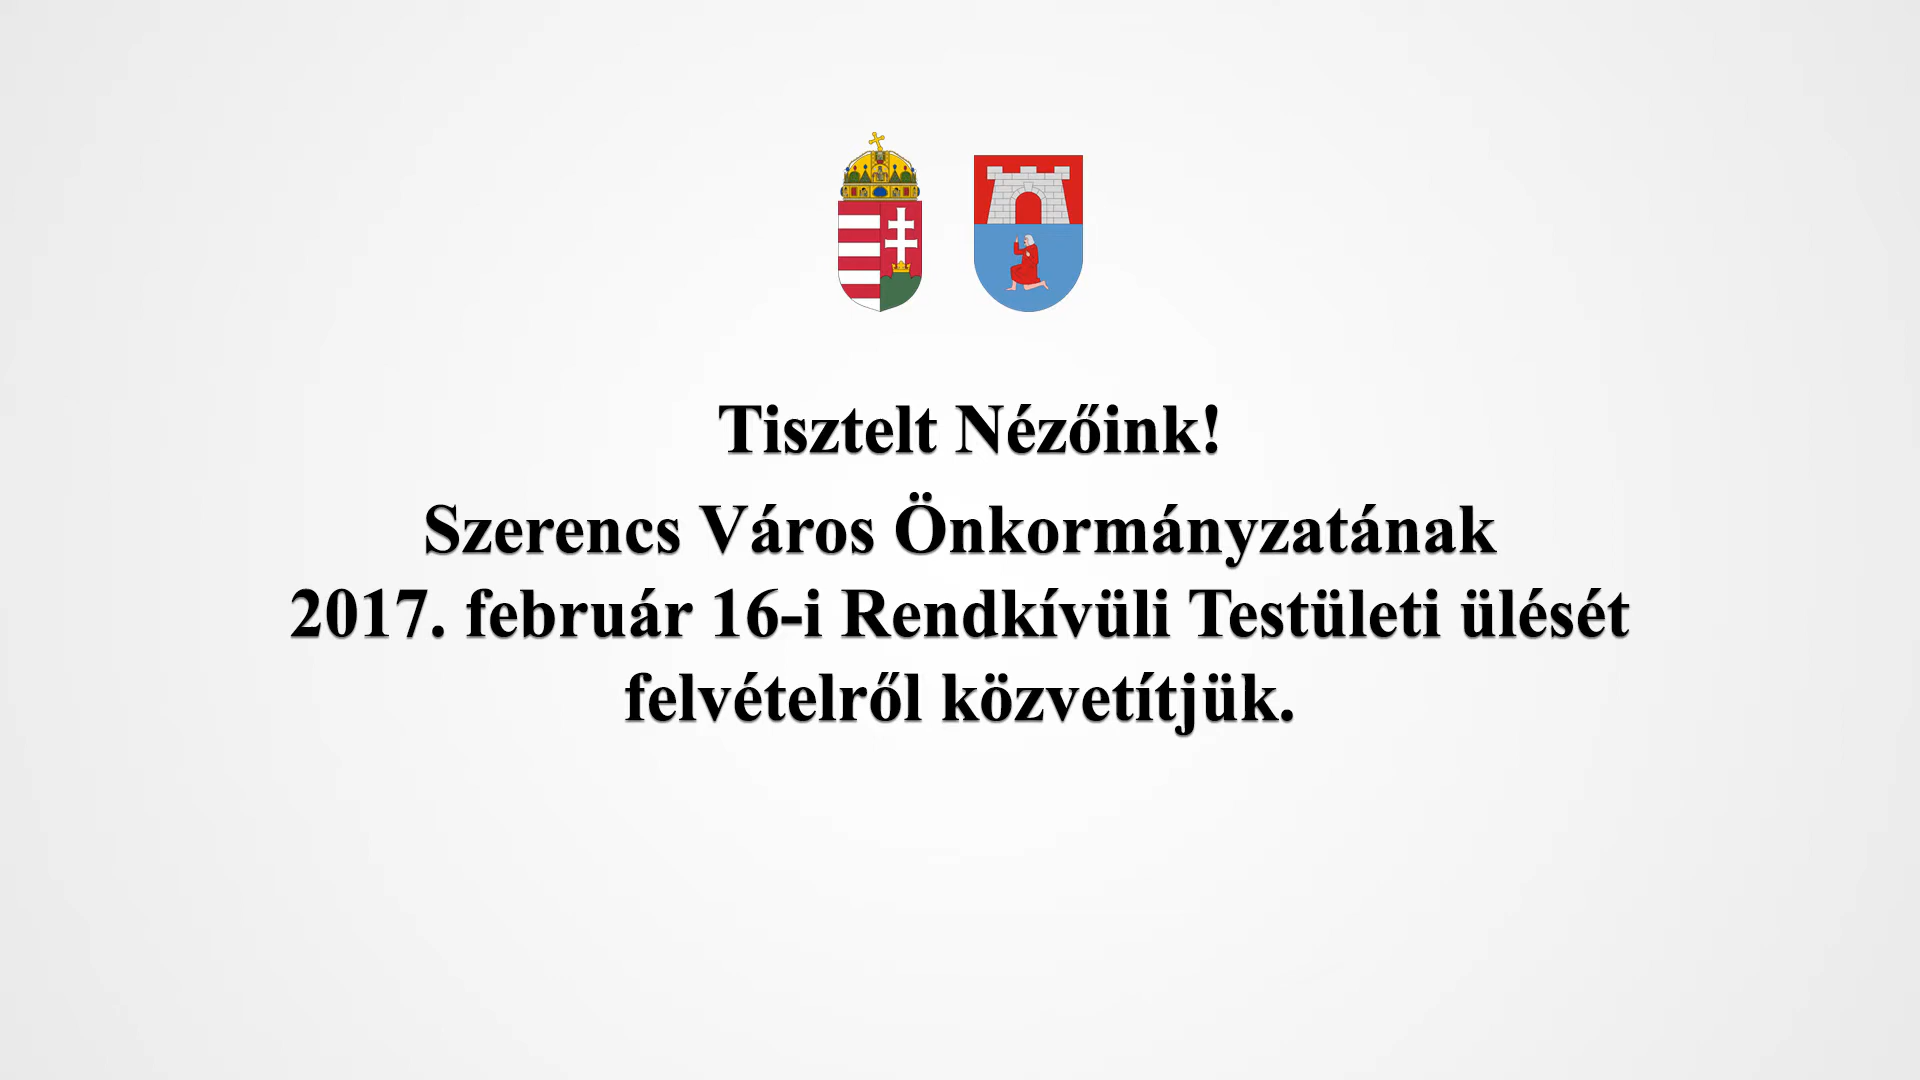 Tisztelt Nézőink!
Szerencs Város Önkormányzatának
2017. február 16-i Rendkívüli Testületi ülését
felvételről közvetítjük.